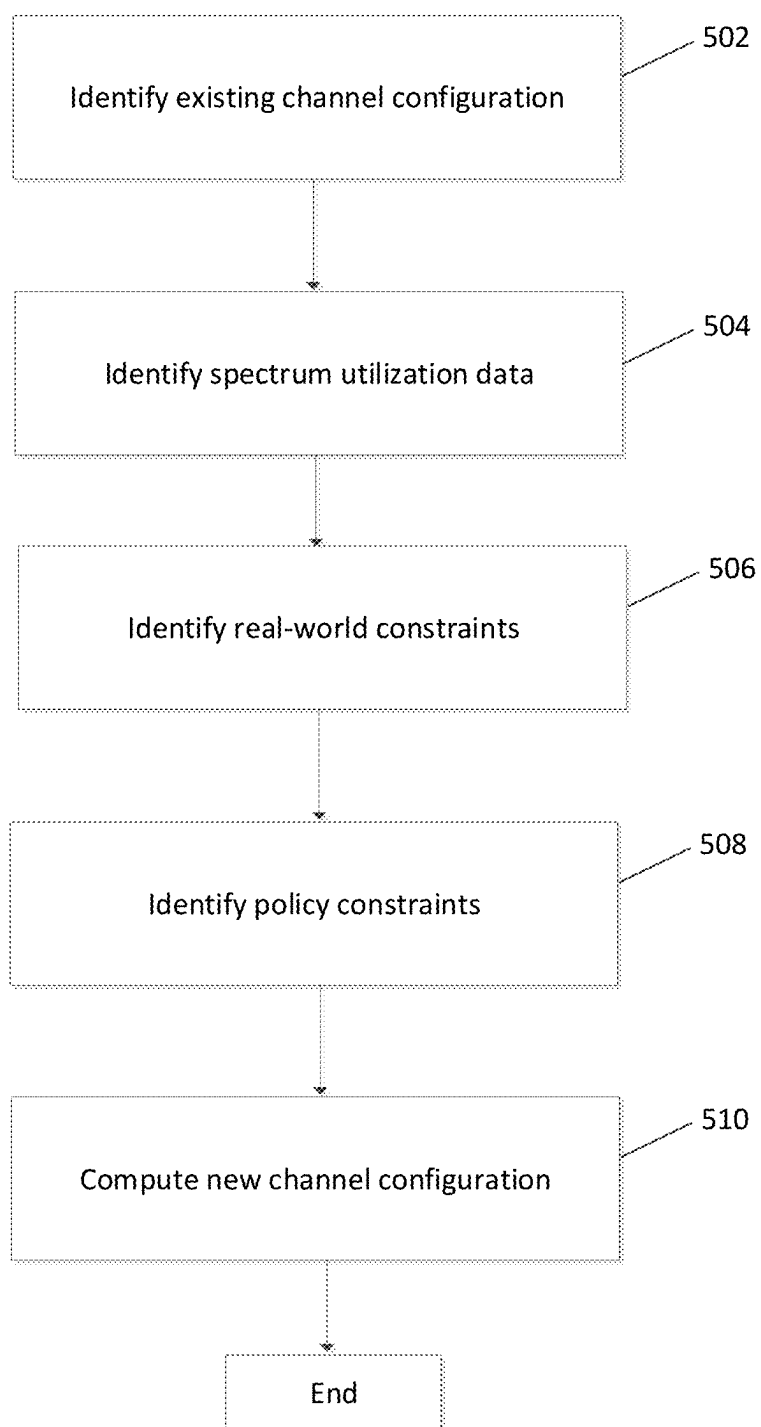 502
Identify existing channel configuration
504
Identify spectrum utilization data
506
Identify real-world constraints
508
Identify policy constraints
510
Compute new channel configuration
End